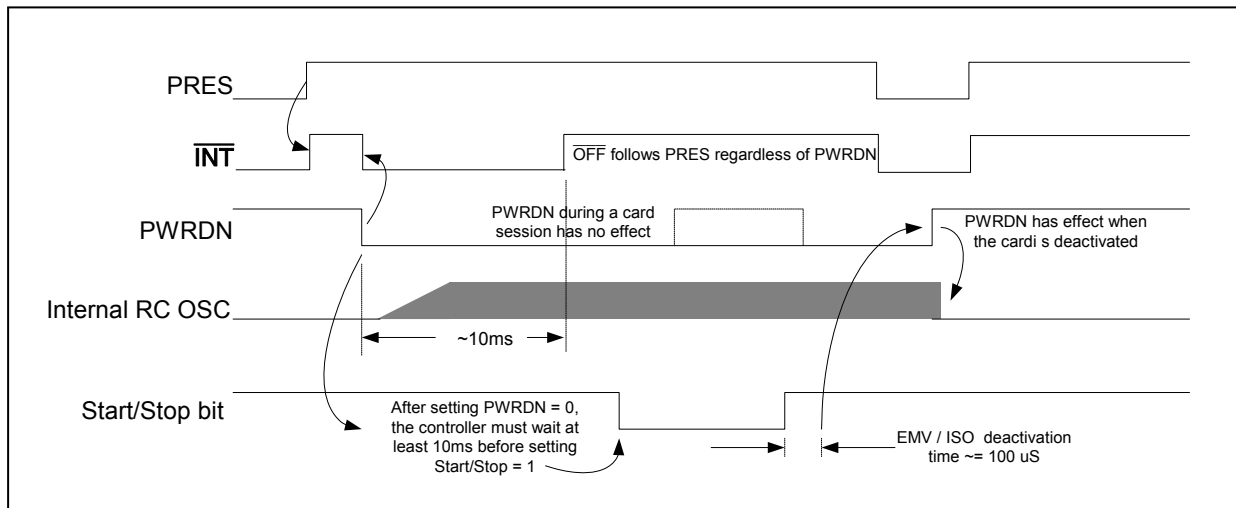 PRES
INT
OFF follows PRES regardless of PWRDN
PWRDN
PWRDN during a card
session has no effect
PWRDN has effect when
the cardi s deactivated
Internal RC OSC
~10ms
Start/Stop bit
After setting PWRDN = 0,
the controller must wait at
least 10ms before setting
Start/Stop = 1
EMV / ISO deactivation
time ~= 100 uS